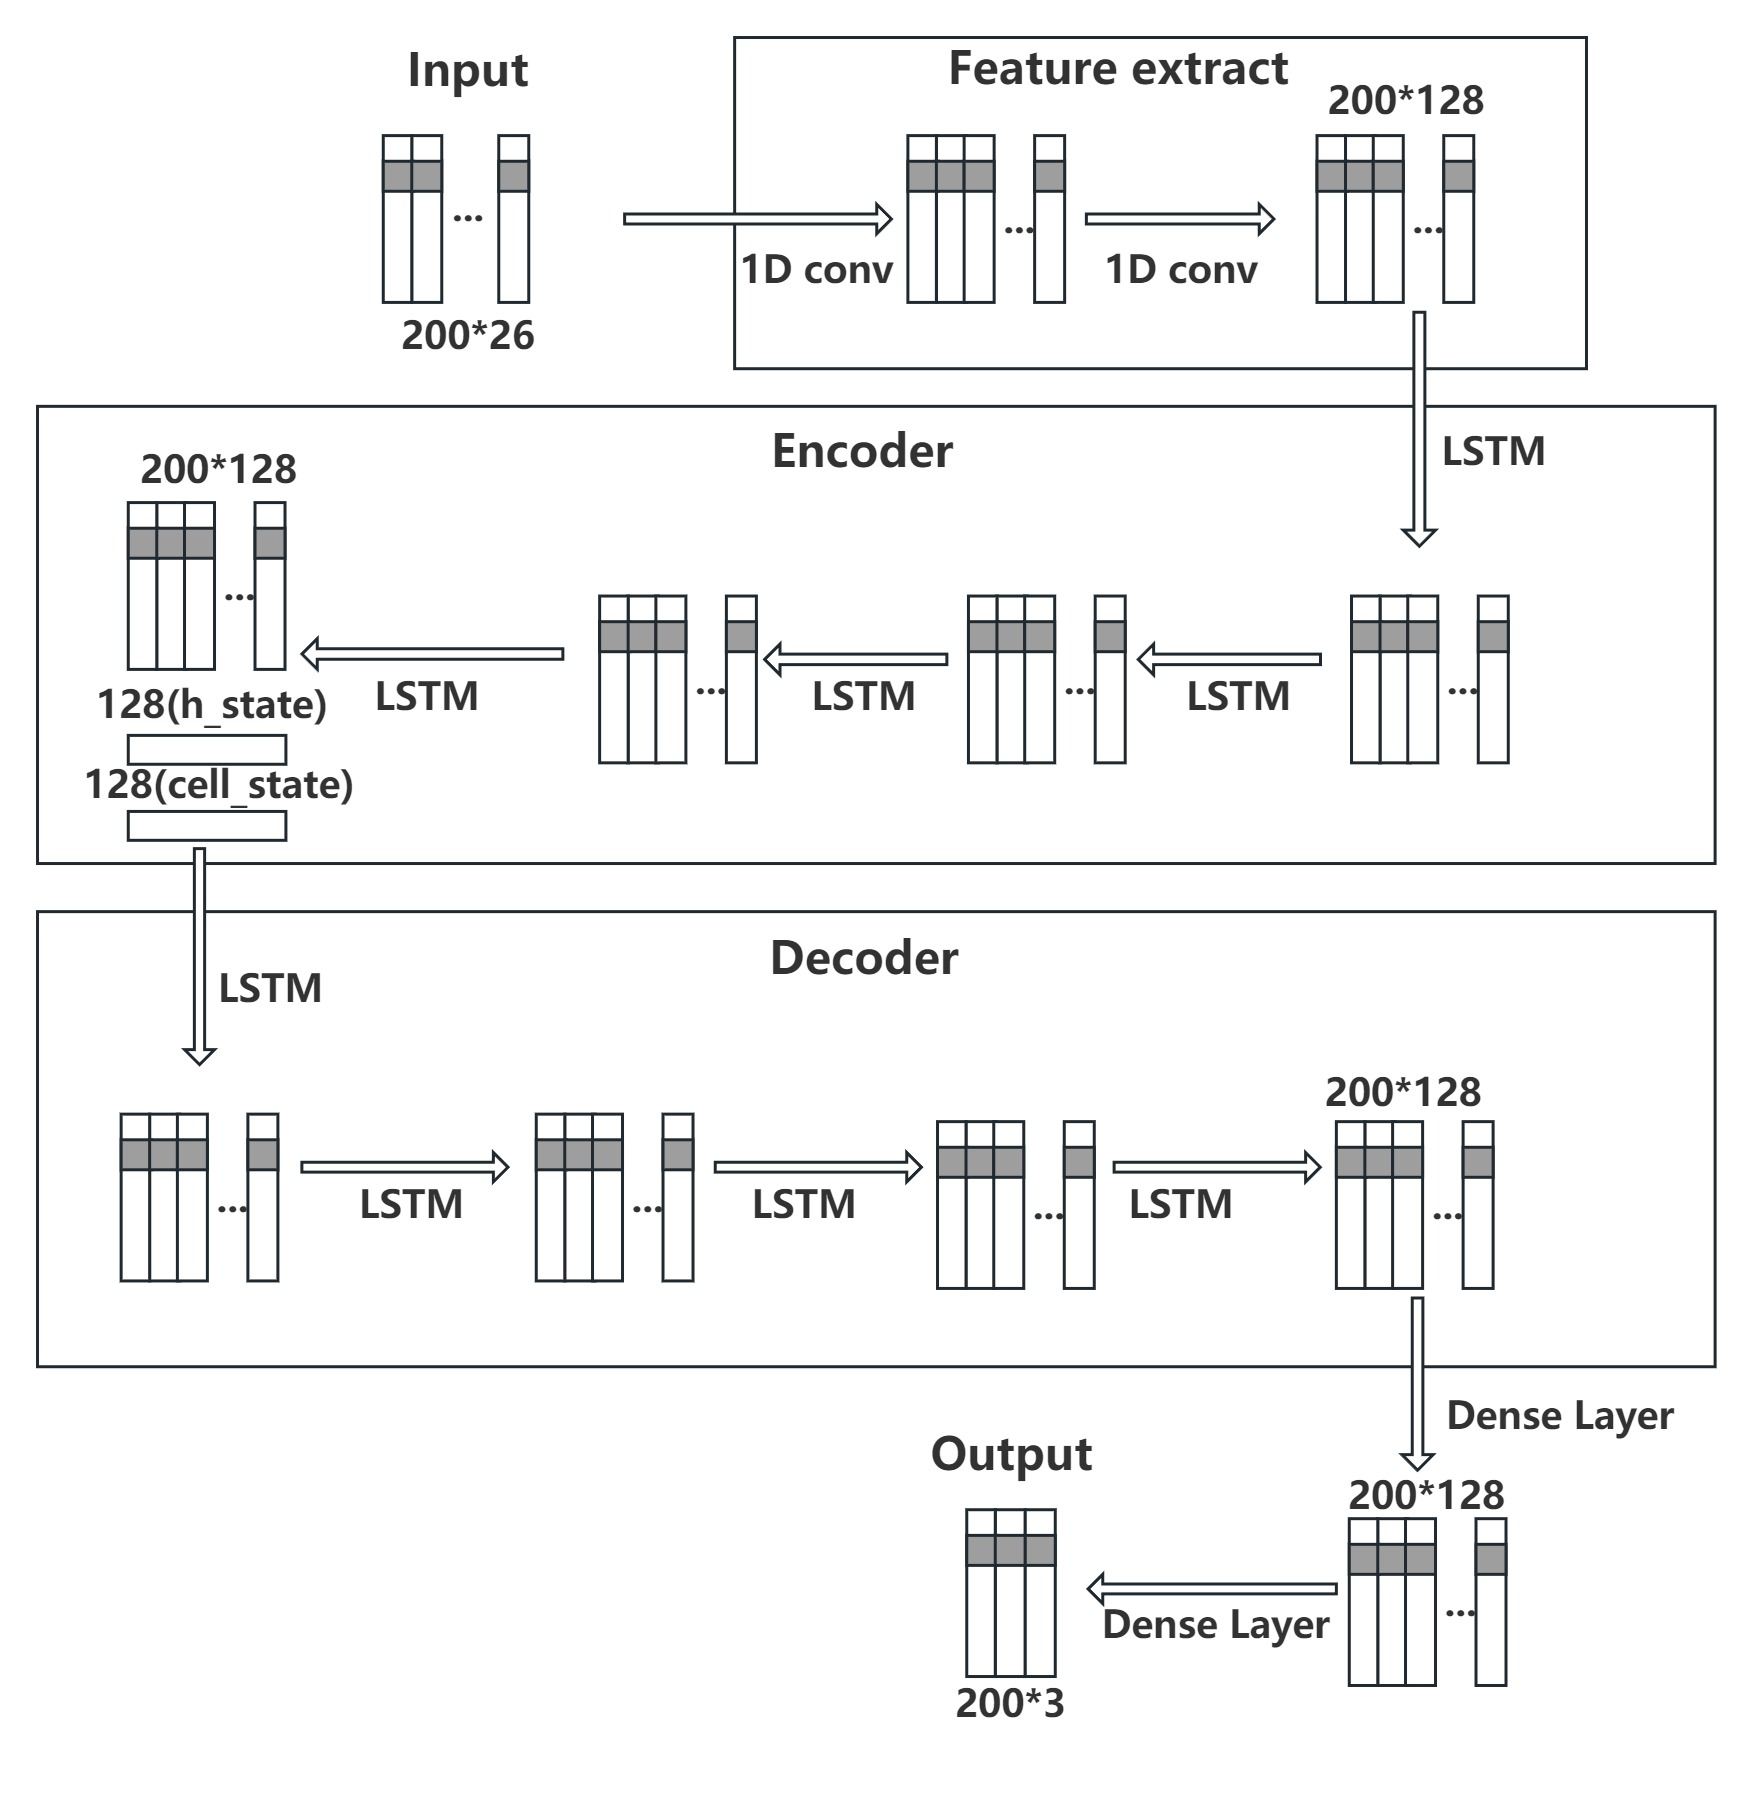 Input
Feature extract
200*128
...
...
...
1D conv
1D conv
200*26
Encoder
LSTM
200*128
...
128(h_state)
128(cell_state)
LSTM
...
LSTM
...
LSTM
...
Decoder
LSTM
200*128
...
LSTM
...
LSTM
...
LSTM
...
Dense Layer
Output
200*128
...
Dense Layer
200*3